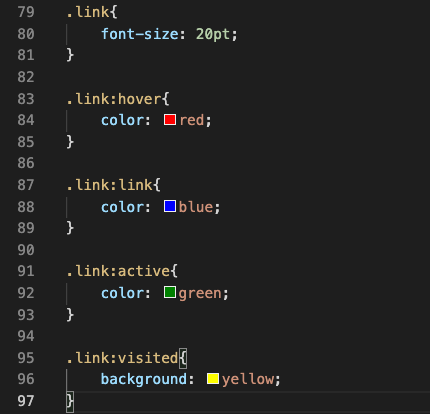 79 .link{
80     font-size: 20pt;
81 }
82
83 .link:hover{
84     color: red;
85 }
86
87 .link:link{
88     color: blue;
89 }
90
91 .link:active{
92     color: green;
93 }
94
95 .link:visited{
96     background: yellow;
97 }